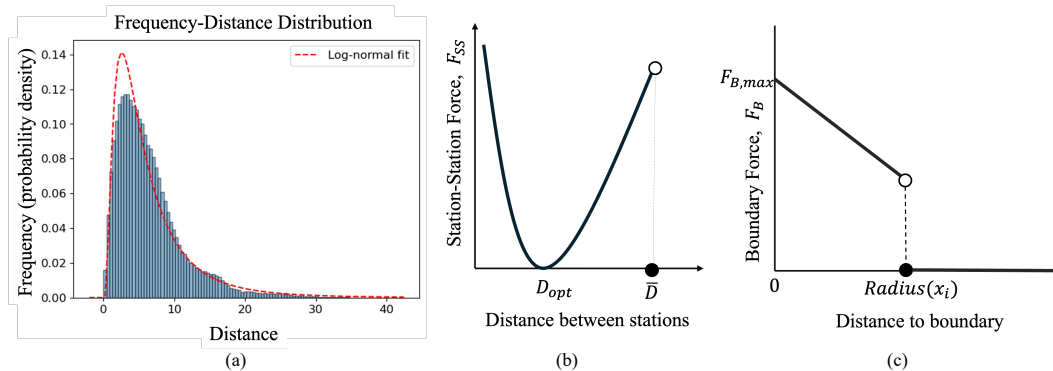 Frequency-Distance Distribution
Frequency (probability density)
0.14
0.12
0.10
0.08
0.06
0.04
0.02
0.00
Log-normal fit
0
10
20
30
40
Distance
(a)
Station-Station Force, F_SS
D_opt
D̅
Distance between stations
(b)
Boundary Force, F_B
F_B,max
0
Radius(x_i)
Distance to boundary
(c)